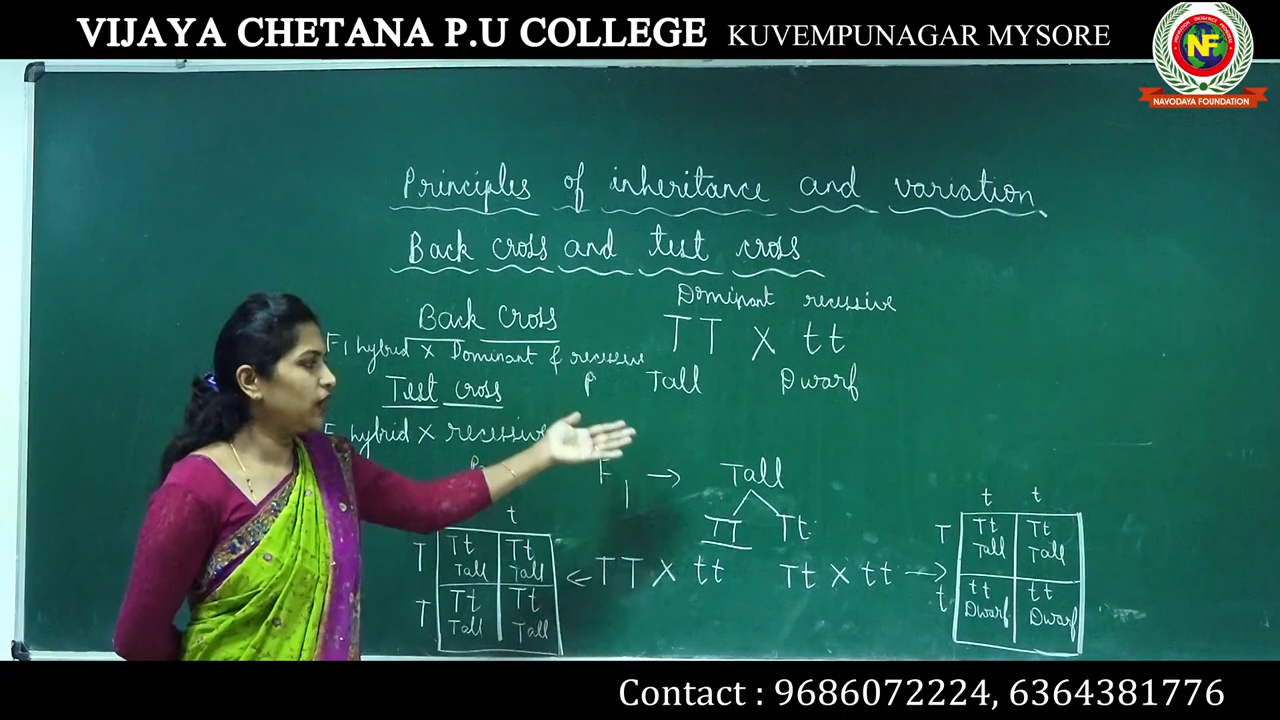 VIJAYA CHETANA P.U COLLEGE KUVEMPUNAGAR MYSORE
NF
NAVODAYA FOUNDATION
Principles of inheritance and variation
Back cross and test cross
Back Cross
F1 hybrid X Dominant & recessive
Test cross
hybrid X recessive
Dominant recessive
TT X tt
P Tall Dwarf
F1 → Tall
TT Tt
TT X tt Tt X tt →
t
T Tt Tt
Tall Tall
T Tt Tt
Tall Tall
t t
T Tt Tt
Tall Tall
t tt tt
Dwarf Dwarf
Contact : 9686072224, 6364381776